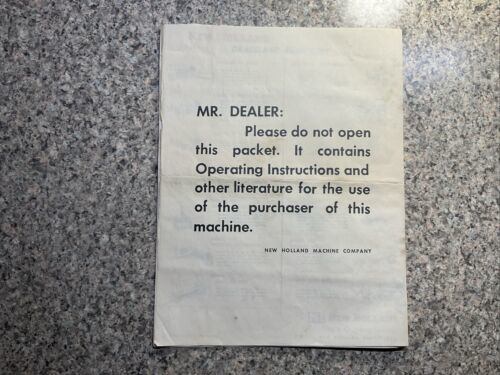 MR. DEALER:
Please do not open
this packet. It contains
Operating Instructions and
other literature for the use
of the purchaser of this
machine.
NEW HOLLAND MACHINE COMPANY